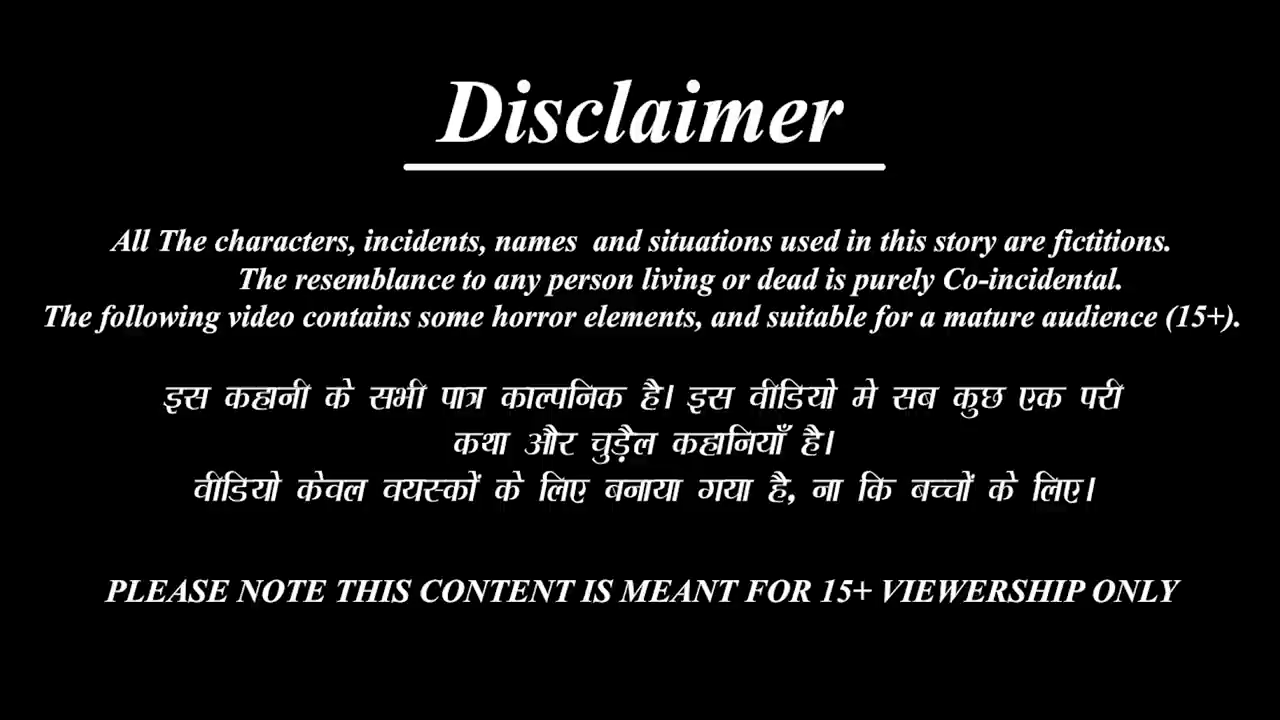 Disclaimer
All The characters, incidents, names and situations used in this story are fictitions.
The resemblance to any person living or dead is purely Co-incidental.
The following video contains some horror elements, and suitable for a mature audience (15+).
इस कहानी के सभी पात्र काल्पनिक है। इस वीडियो मे सब कुछ एक परी
कथा और चुड़ैल कहानियाँ है।
वीडियो केवल वयस्कों के लिए बनाया गया है, ना कि बच्चों के लिए।
PLEASE NOTE THIS CONTENT IS MEANT FOR 15+ VIEWERSHIP ONLY